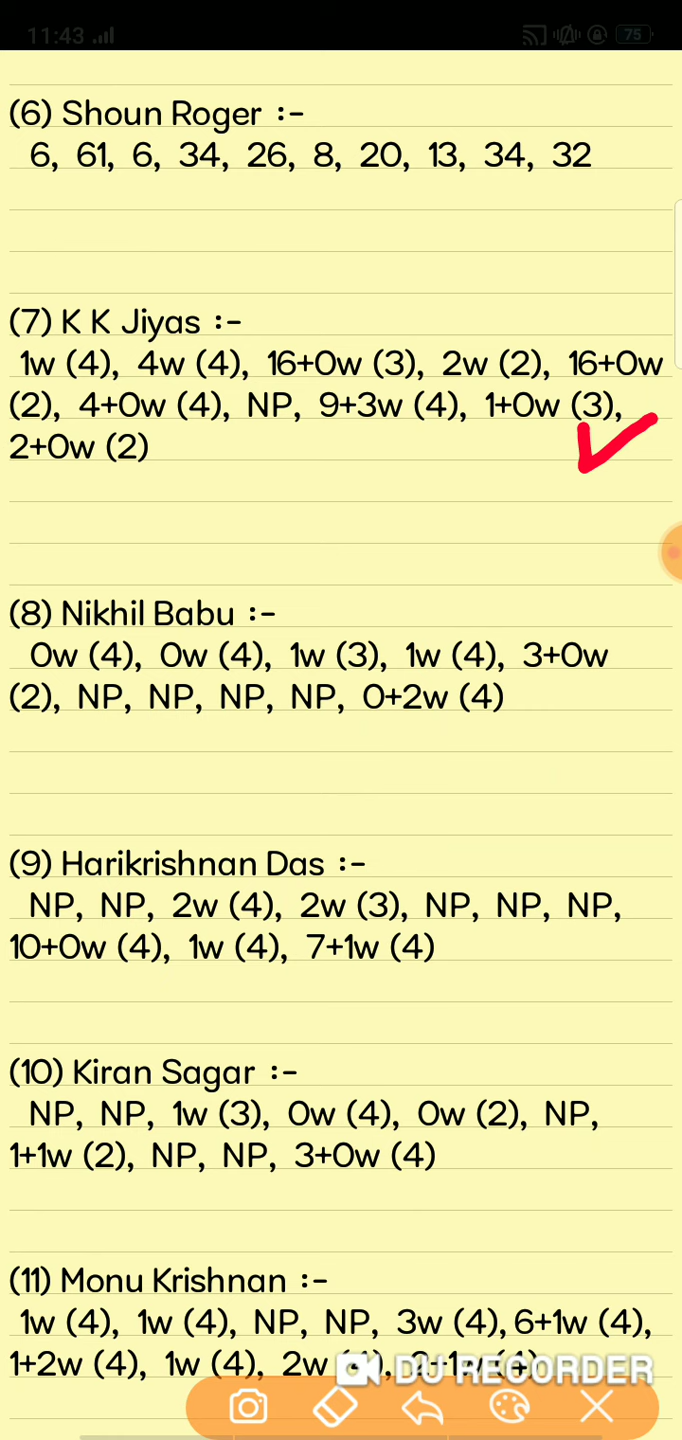 11:43
75
(6) Shoun Roger :-
6, 61, 6, 34, 26, 8, 20, 13, 34, 32
(7) K K Jiyas :-
1w (4), 4w (4), 16+0w (3), 2w (2), 16+0w
(2), 4+0w (4), NP, 9+3w (4), 1+0w (3),
2+0w (2)
(8) Nikhil Babu :-
0w (4), 0w (4), 1w (3), 1w (4), 3+0w
(2), NP, NP, NP, NP, 0+2w (4)
(9) Harikrishnan Das :-
NP, NP, 2w (4), 2w (3), NP, NP, NP,
10+0w (4), 1w (4), 7+1w (4)
(10) Kiran Sagar :-
NP, NP, 1w (3), 0w (4), 0w (2), NP,
1+1w (2), NP, NP, 3+0w (4)
(11) Monu Krishnan :-
1w (4), 1w (4), NP, NP, 3w (4), 6+1w (4),
1+2w (4), 1w (4), 2w
DU RECORDER